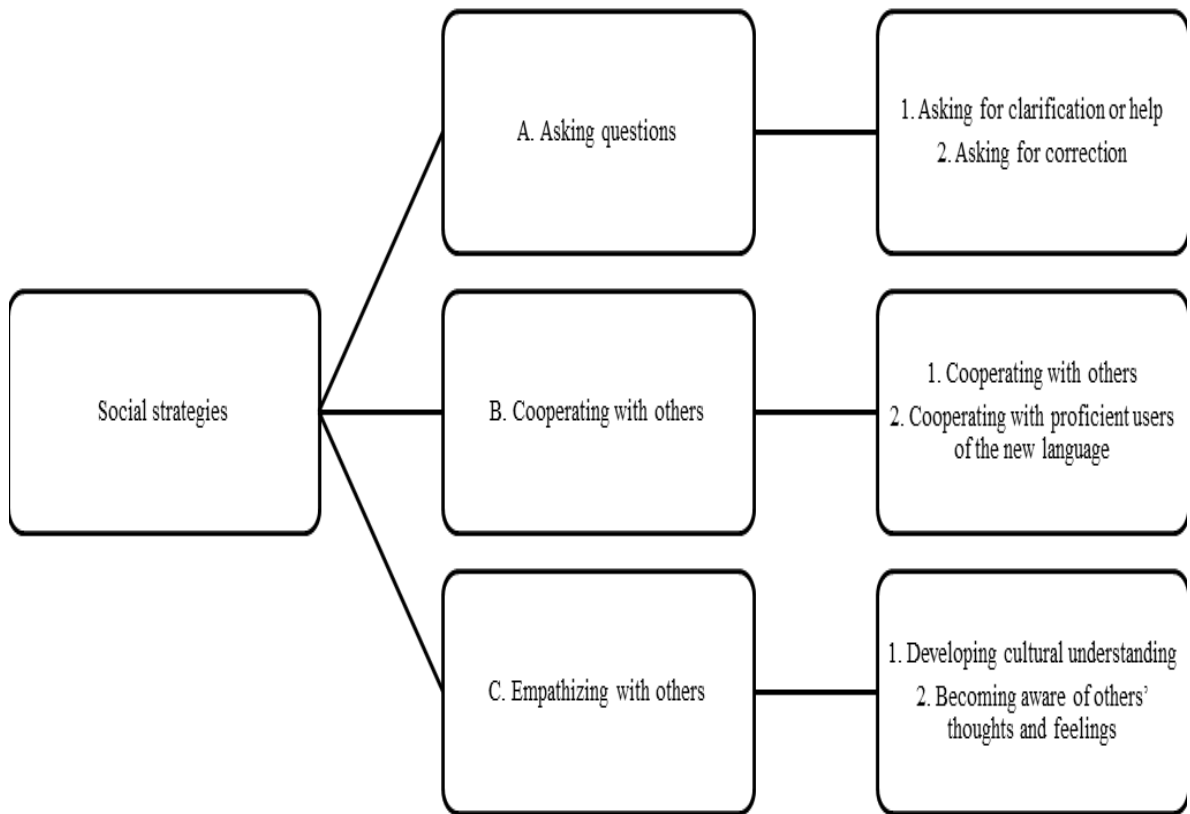 Social strategies
A. Asking questions
1. Asking for clarification or help
2. Asking for correction
B. Cooperating with others
1. Cooperating with others
2. Cooperating with proficient users
of the new language
C. Empathizing with others
1. Developing cultural understanding
2. Becoming aware of others’
thoughts and feelings